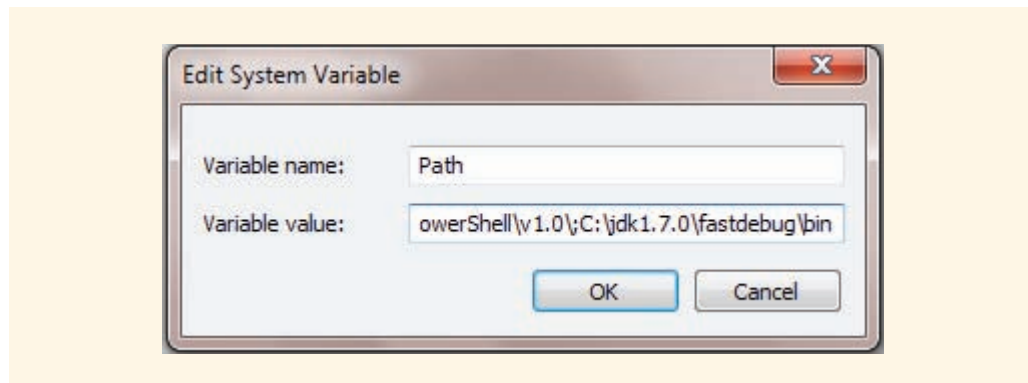 Edit System Variable
Variable name: Path
Variable value: owerShell\v1.0\;C:\jdk1.7.0\fastdebug\bin
OK Cancel